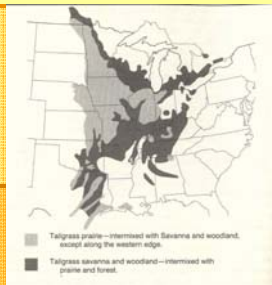 Tallgrass prairie—intermixed with Savanna and woodland,
except along the western edge.
Tallgrass savanna and woodland—intermixed with
prairie and forest.